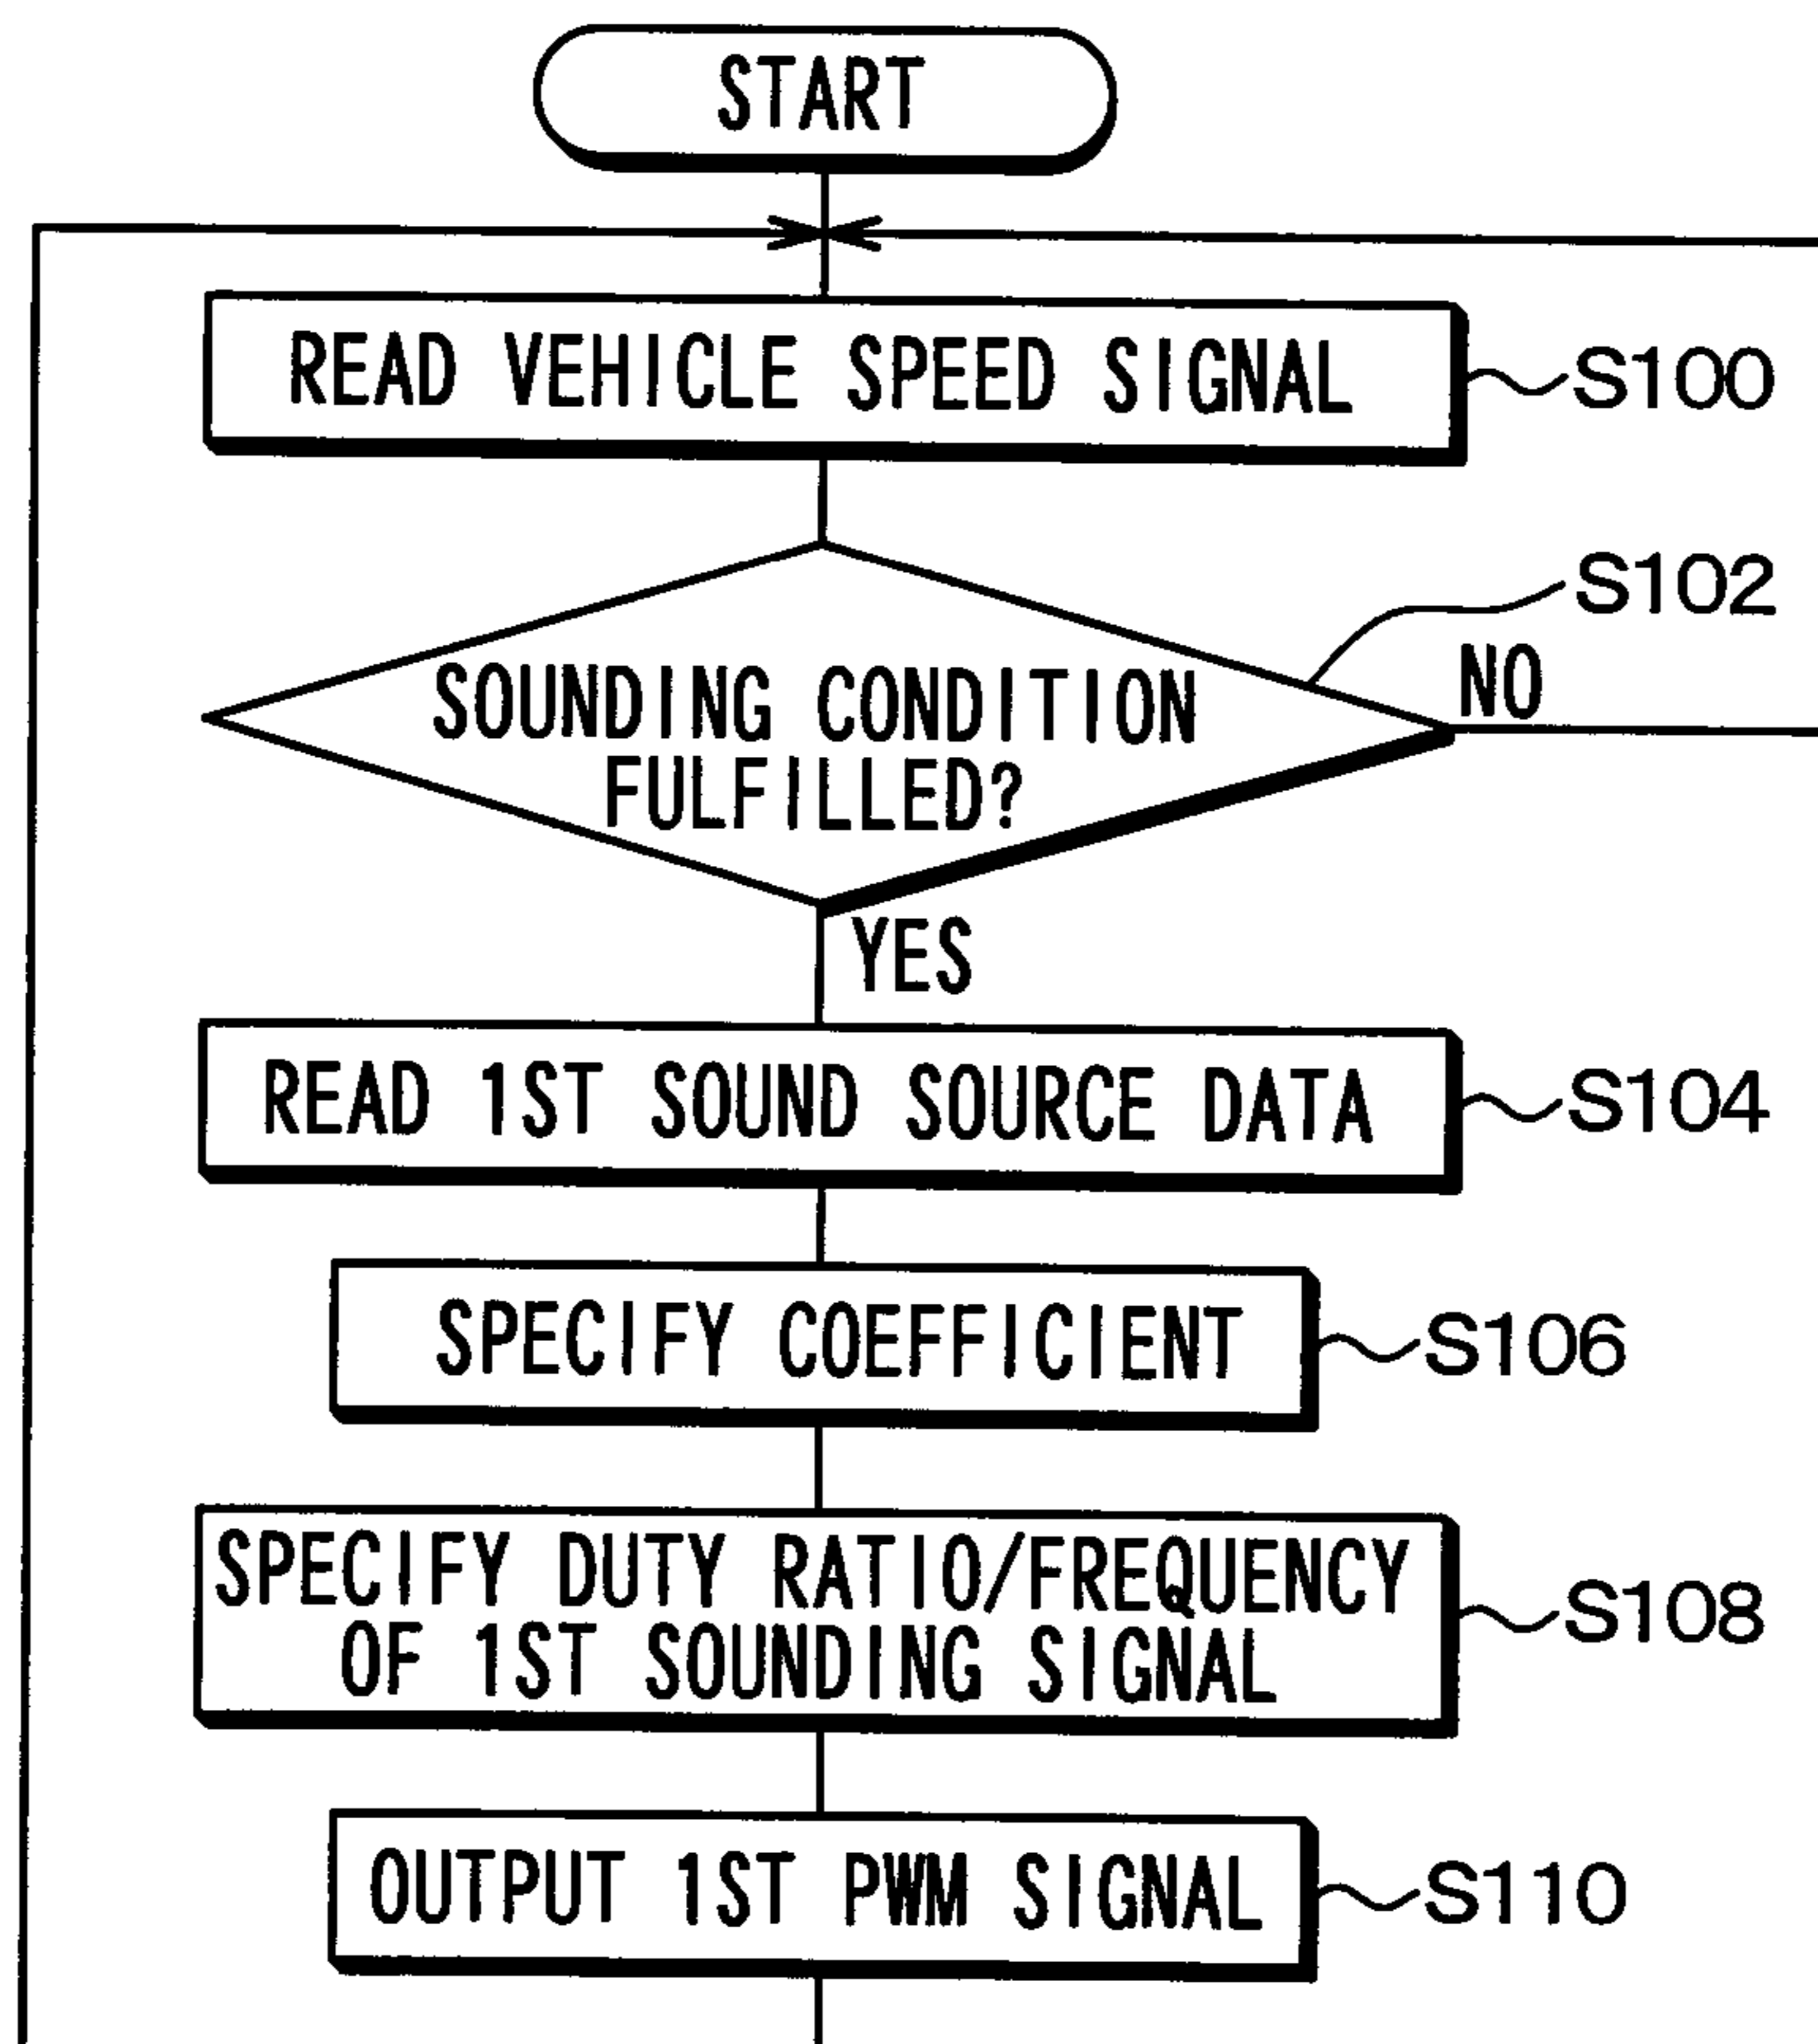 START
READ VEHICLE SPEED SIGNAL
S100
S102
NO
SOUNDING CONDITION
FULFILLED?
YES
READ 1ST SOUND SOURCE DATA
S104
SPECIFY COEFFICIENT
S106
SPECIFY DUTY RATIO/FREQUENCY
OF 1ST SOUNDING SIGNAL
S108
OUTPUT 1ST PWM SIGNAL
S110